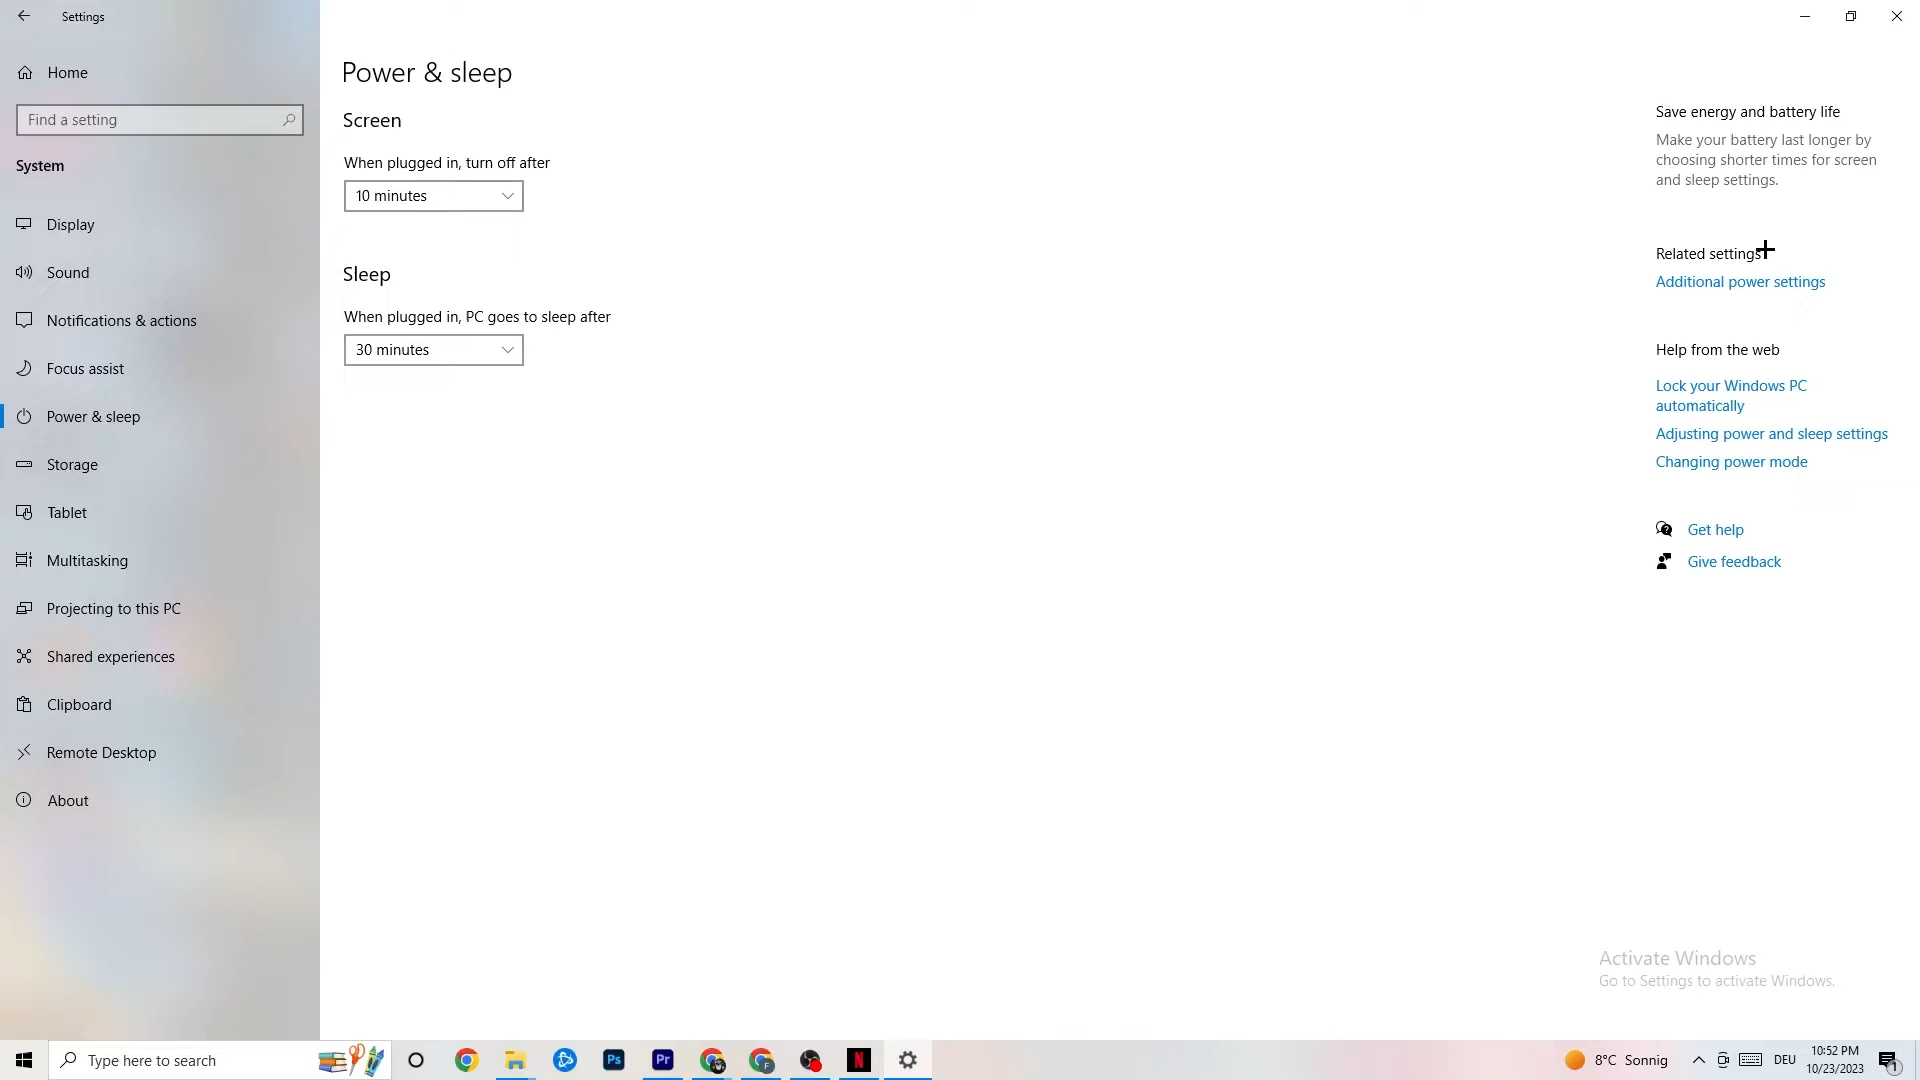 Settings
Home
Find a setting
System
Display
Sound
Notifications & actions
Focus assist
Power & sleep
Storage
Tablet
Multitasking
Projecting to this PC
Shared experiences
Clipboard
Remote Desktop
About
Power & sleep
Screen
When plugged in, turn off after
10 minutes
Sleep
When plugged in, PC goes to sleep after
30 minutes
Save energy and battery life
Make your battery last longer by
choosing shorter times for screen
and sleep settings.
Related settings
Additional power settings
Help from the web
Lock your Windows PC
automatically
Adjusting power and sleep settings
Changing power mode
Get help
Give feedback
Activate Windows
Go to Settings to activate Windows.
Type here to search
Ps
Pr
F
N
8°C Sonnig
DEU
10:52 PM
10/23/2023
1